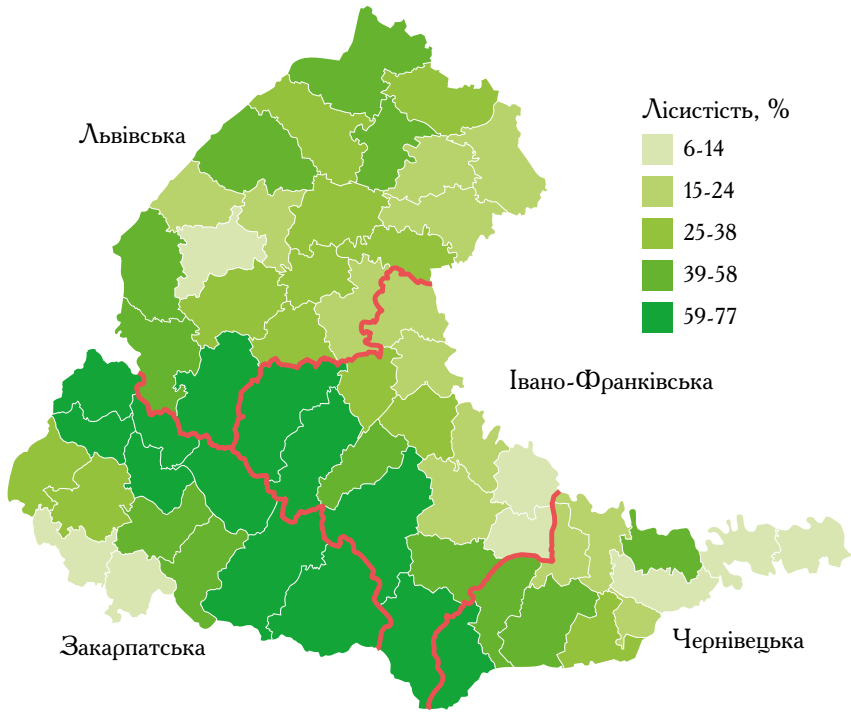 Львівська
Лісистість, %
6-14
15-24
25-38
39-58
59-77
Івано-Франківська
Закарпатська
Чернівецька